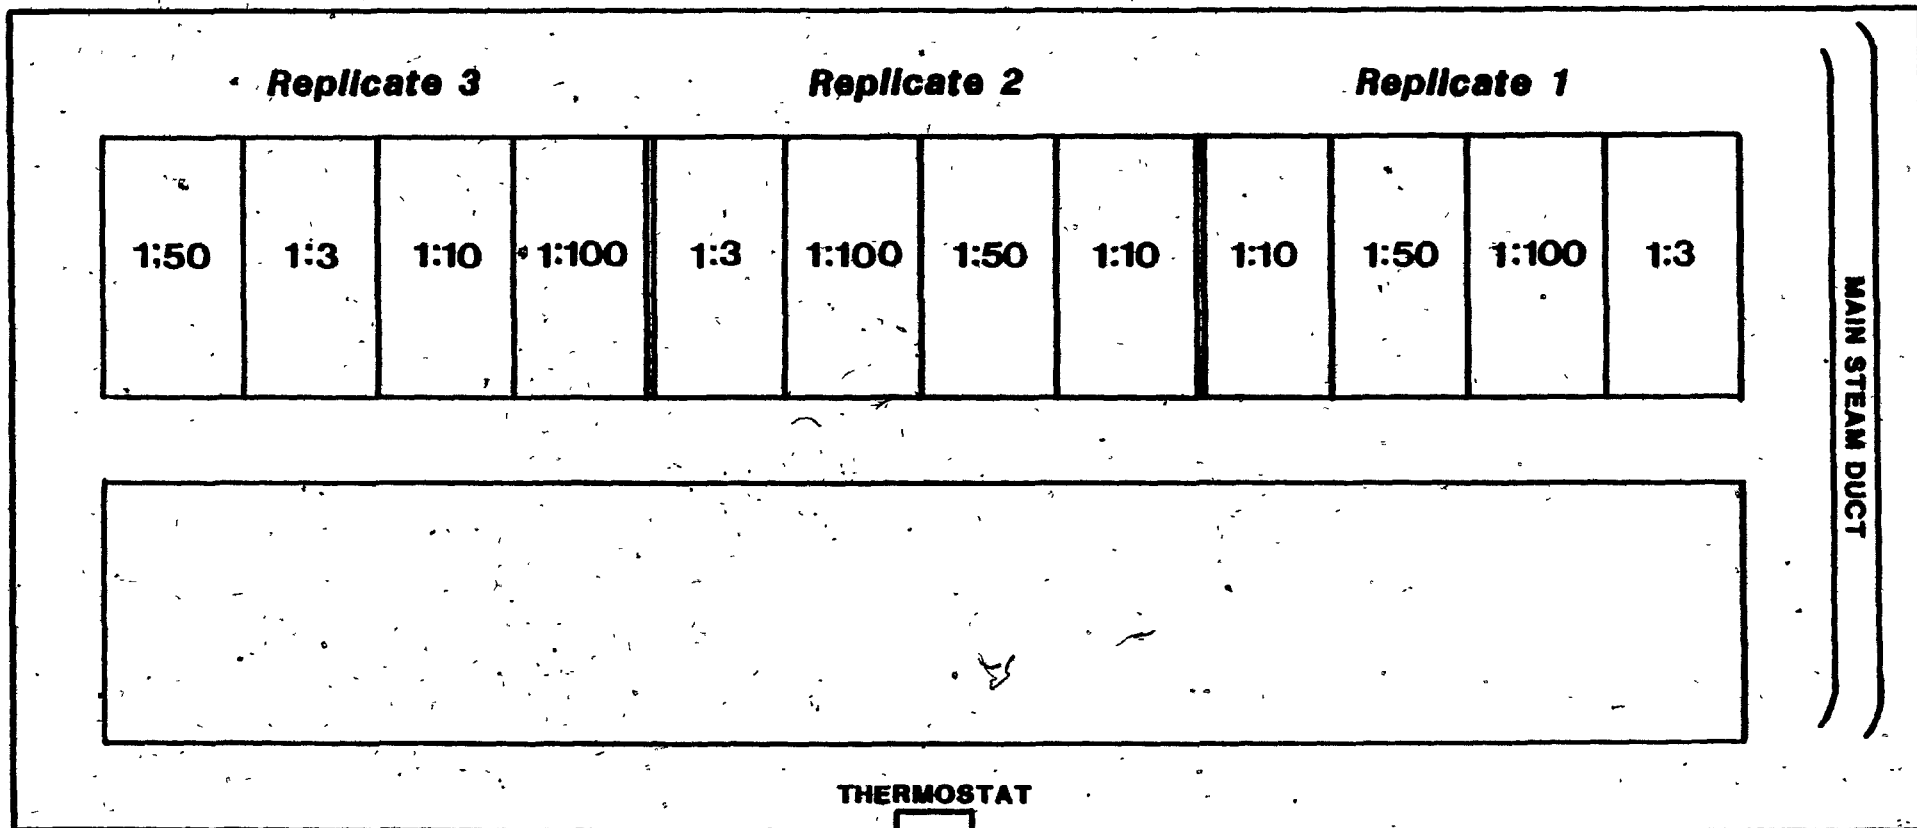 Replicate 3 Replicate 2 Replicate 1
1:50 1:3 1:10 1:100 1:3 1:100 1:50 1:10 1:10 1:50 1:100 1:3
MAIN STEAM DUCT
THERMOSTAT